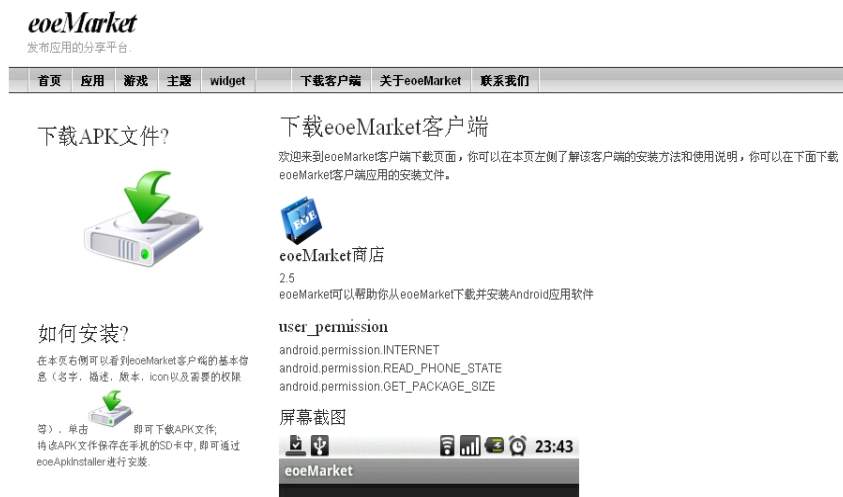 eoeMarket
发布应用的分享平台.
首页 应用 游戏 主题 widget 下载客户端 关于eoeMarket 联系我们
下载APK文件?
如何安装?
在本页右侧可以看到eoeMarket客户端的基本信
息（名字，描述，版本，icon以及需要的权限
等），单击 即可下载APK文件;
将该APK文件保存在手机的SD卡中,即可通过
eoeApkInstaller进行安装.
下载eoeMarket客户端
欢迎来到eoeMarket客户端下载页面，你可以在本页左侧了解该客户端的安装方法和使用说明，你可以在下面下载
eoeMarket客户端应用的安装文件。
EOE
eoeMarket商店
2.5
eoeMarket可以帮助你从eoeMarket下载并安装Android应用软件
user_permission
android.permission.INTERNET
android.permission.READ_PHONE_STATE
android.permission.GET_PACKAGE_SIZE
屏幕截图
23:43
eoeMarket